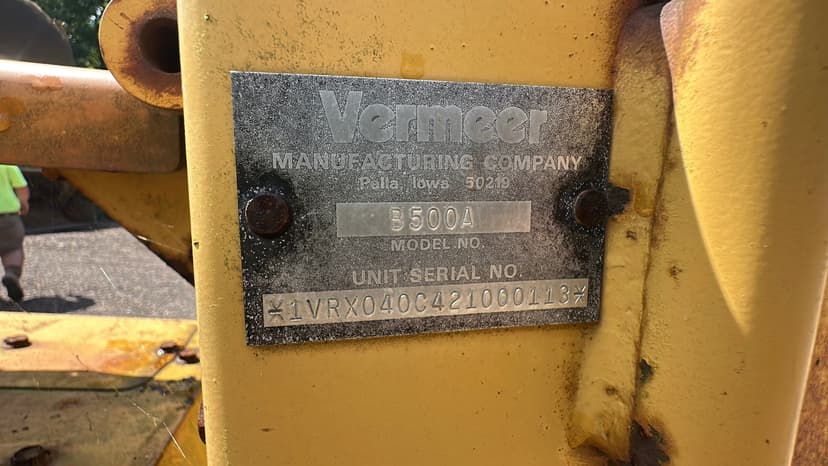 Vermeer
MANUFACTURING COMPANY
Pella, Iowa 50219
B500A
MODEL NO.
UNIT SERIAL NO.
*1VRX040C421000113*